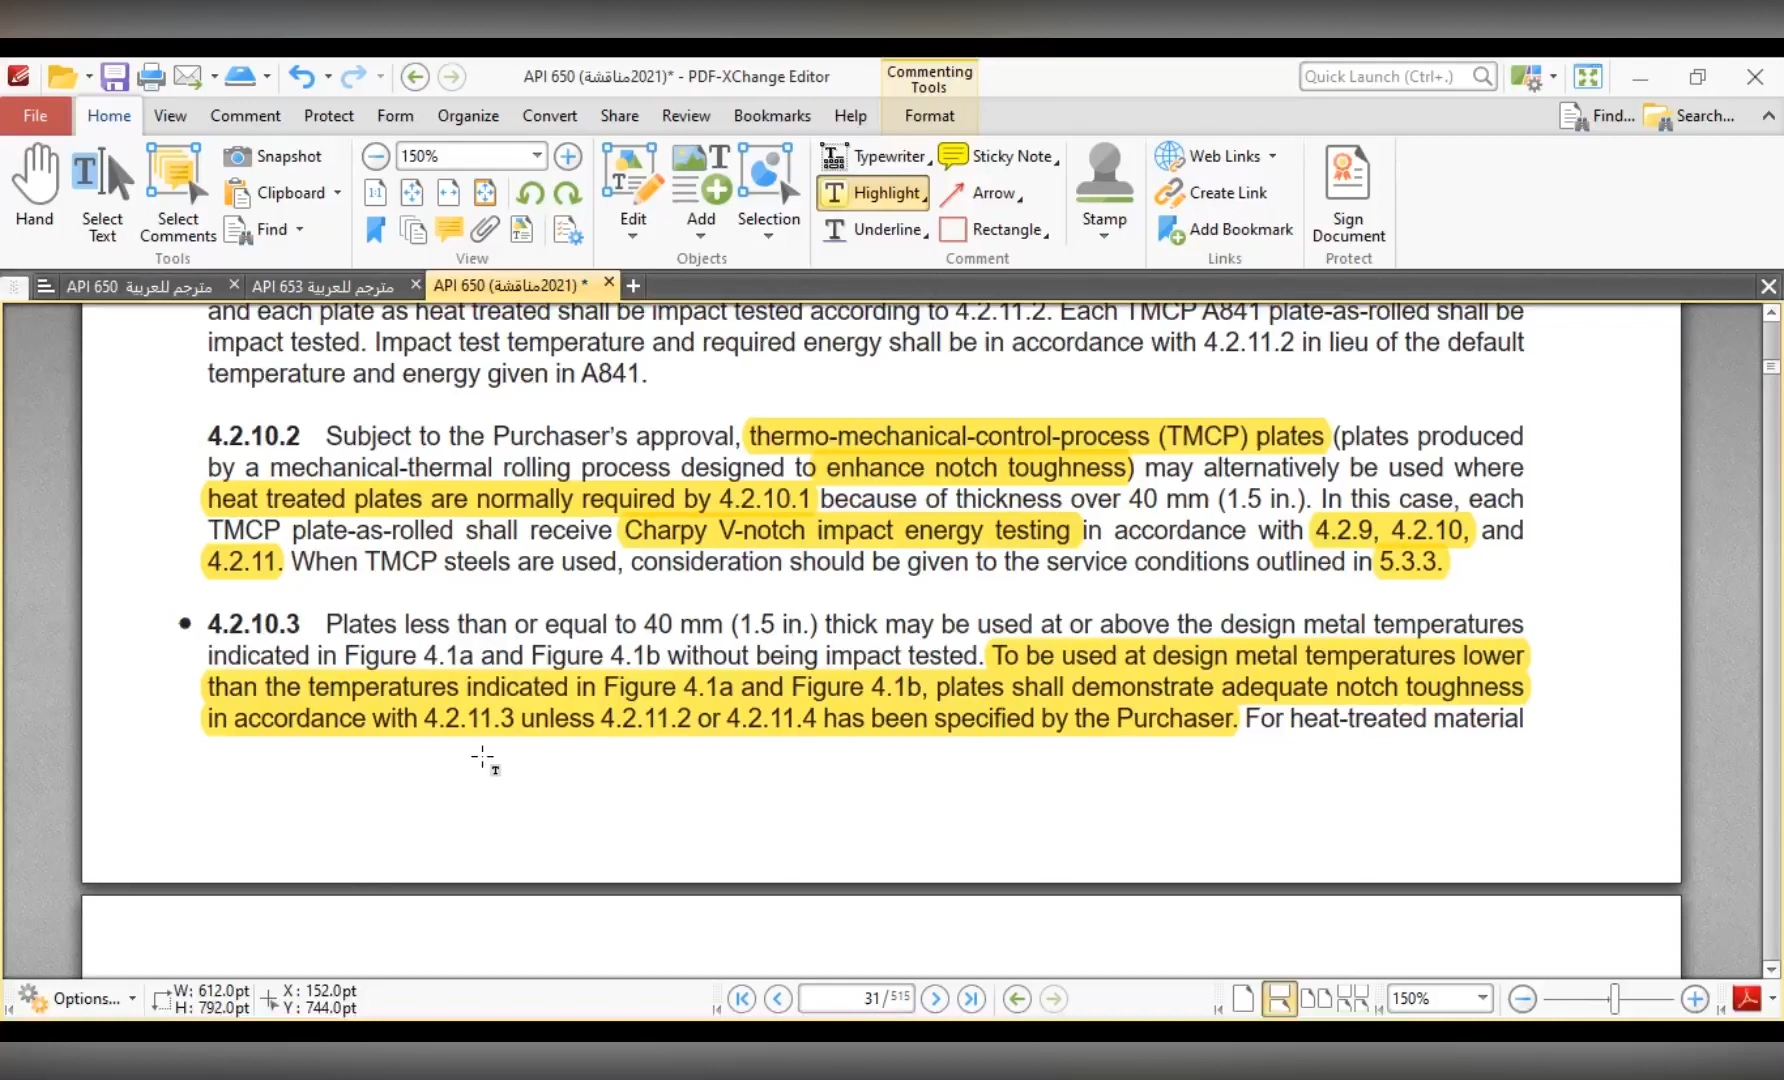 API 650 (مناقشة2021)* - PDF-XChange Editor
Commenting Tools
Quick Launch (Ctrl+.)
File Home View Comment Protect Form Organize Convert Share Review Bookmarks Help Format
Find... Search...
Hand
Select Text
Select Comments
Snapshot
Clipboard
Find
Tools
150%
View
Edit
Add
Selection
Objects
Typewriter
Sticky Note
Highlight
Arrow
Underline
Rectangle
Comment
Stamp
Web Links
Create Link
Add Bookmark
Links
Sign Document
Protect
API 650 مترجم للعربية
API 653 مترجم للعربية
API 650 (مناقشة2021) *
and each plate as heat treated shall be impact tested according to 4.2.11.2. Each TMCP A841 plate-as-rolled shall be
impact tested. Impact test temperature and required energy shall be in accordance with 4.2.11.2 in lieu of the default
temperature and energy given in A841.
4.2.10.2 Subject to the Purchaser's approval, thermo-mechanical-control-process (TMCP) plates (plates produced
by a mechanical-thermal rolling process designed to enhance notch toughness) may alternatively be used where
heat treated plates are normally required by 4.2.10.1 because of thickness over 40 mm (1.5 in.). In this case, each
TMCP plate-as-rolled shall receive Charpy V-notch impact energy testing in accordance with 4.2.9, 4.2.10, and
4.2.11. When TMCP steels are used, consideration should be given to the service conditions outlined in 5.3.3.
● 4.2.10.3 Plates less than or equal to 40 mm (1.5 in.) thick may be used at or above the design metal temperatures
indicated in Figure 4.1a and Figure 4.1b without being impact tested. To be used at design metal temperatures lower
than the temperatures indicated in Figure 4.1a and Figure 4.1b, plates shall demonstrate adequate notch toughness
in accordance with 4.2.11.3 unless 4.2.11.2 or 4.2.11.4 has been specified by the Purchaser. For heat-treated material
Options...
W: 612.0pt
H: 792.0pt
X: 152.0pt
Y: 744.0pt
31/515
150%